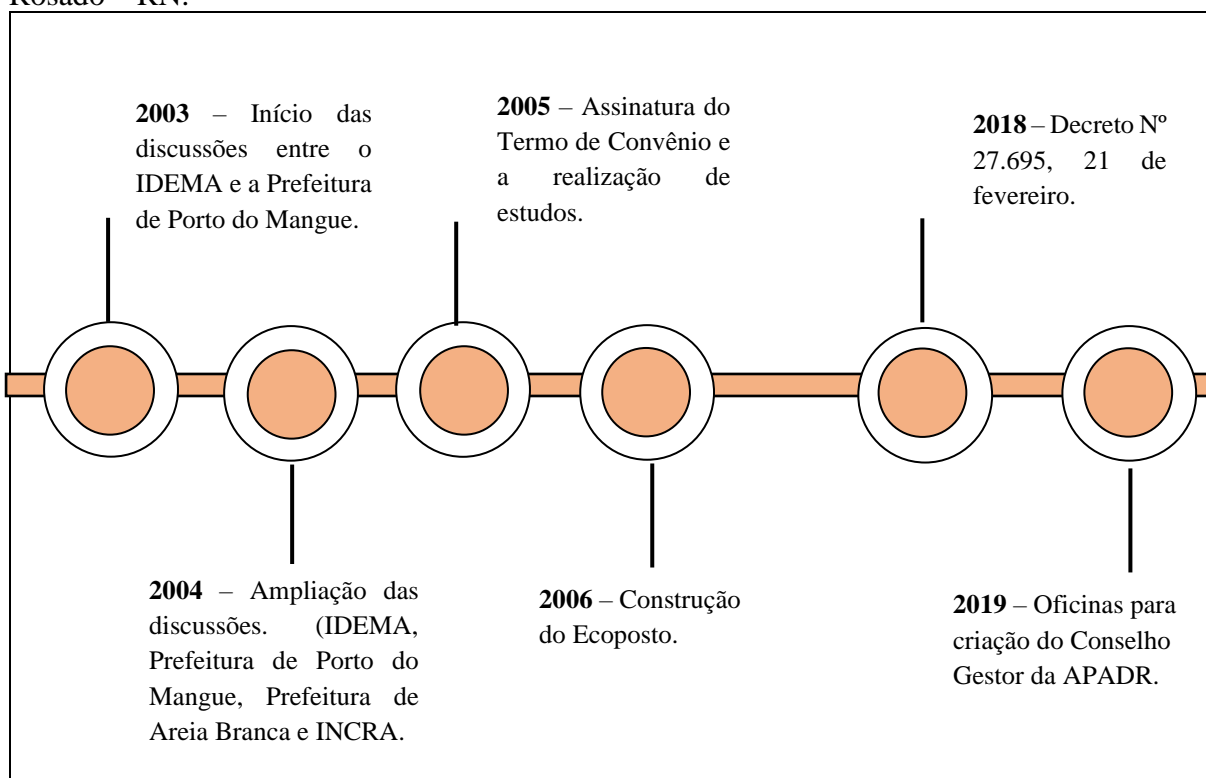 Rosado – RN.
2003 – Início das
discussões entre o
IDEMA e a Prefeitura
de Porto do Mangue.
2005 – Assinatura do
Termo de Convênio e
a realização de
estudos.
2018 – Decreto Nº
27.695, 21 de
fevereiro.
2004 – Ampliação das
discussões. (IDEMA,
Prefeitura de Porto do
Mangue, Prefeitura de
Areia Branca e INCRA.
2006 – Construção
do Ecoposto.
2019 – Oficinas para
criação do Conselho
Gestor da APADR.